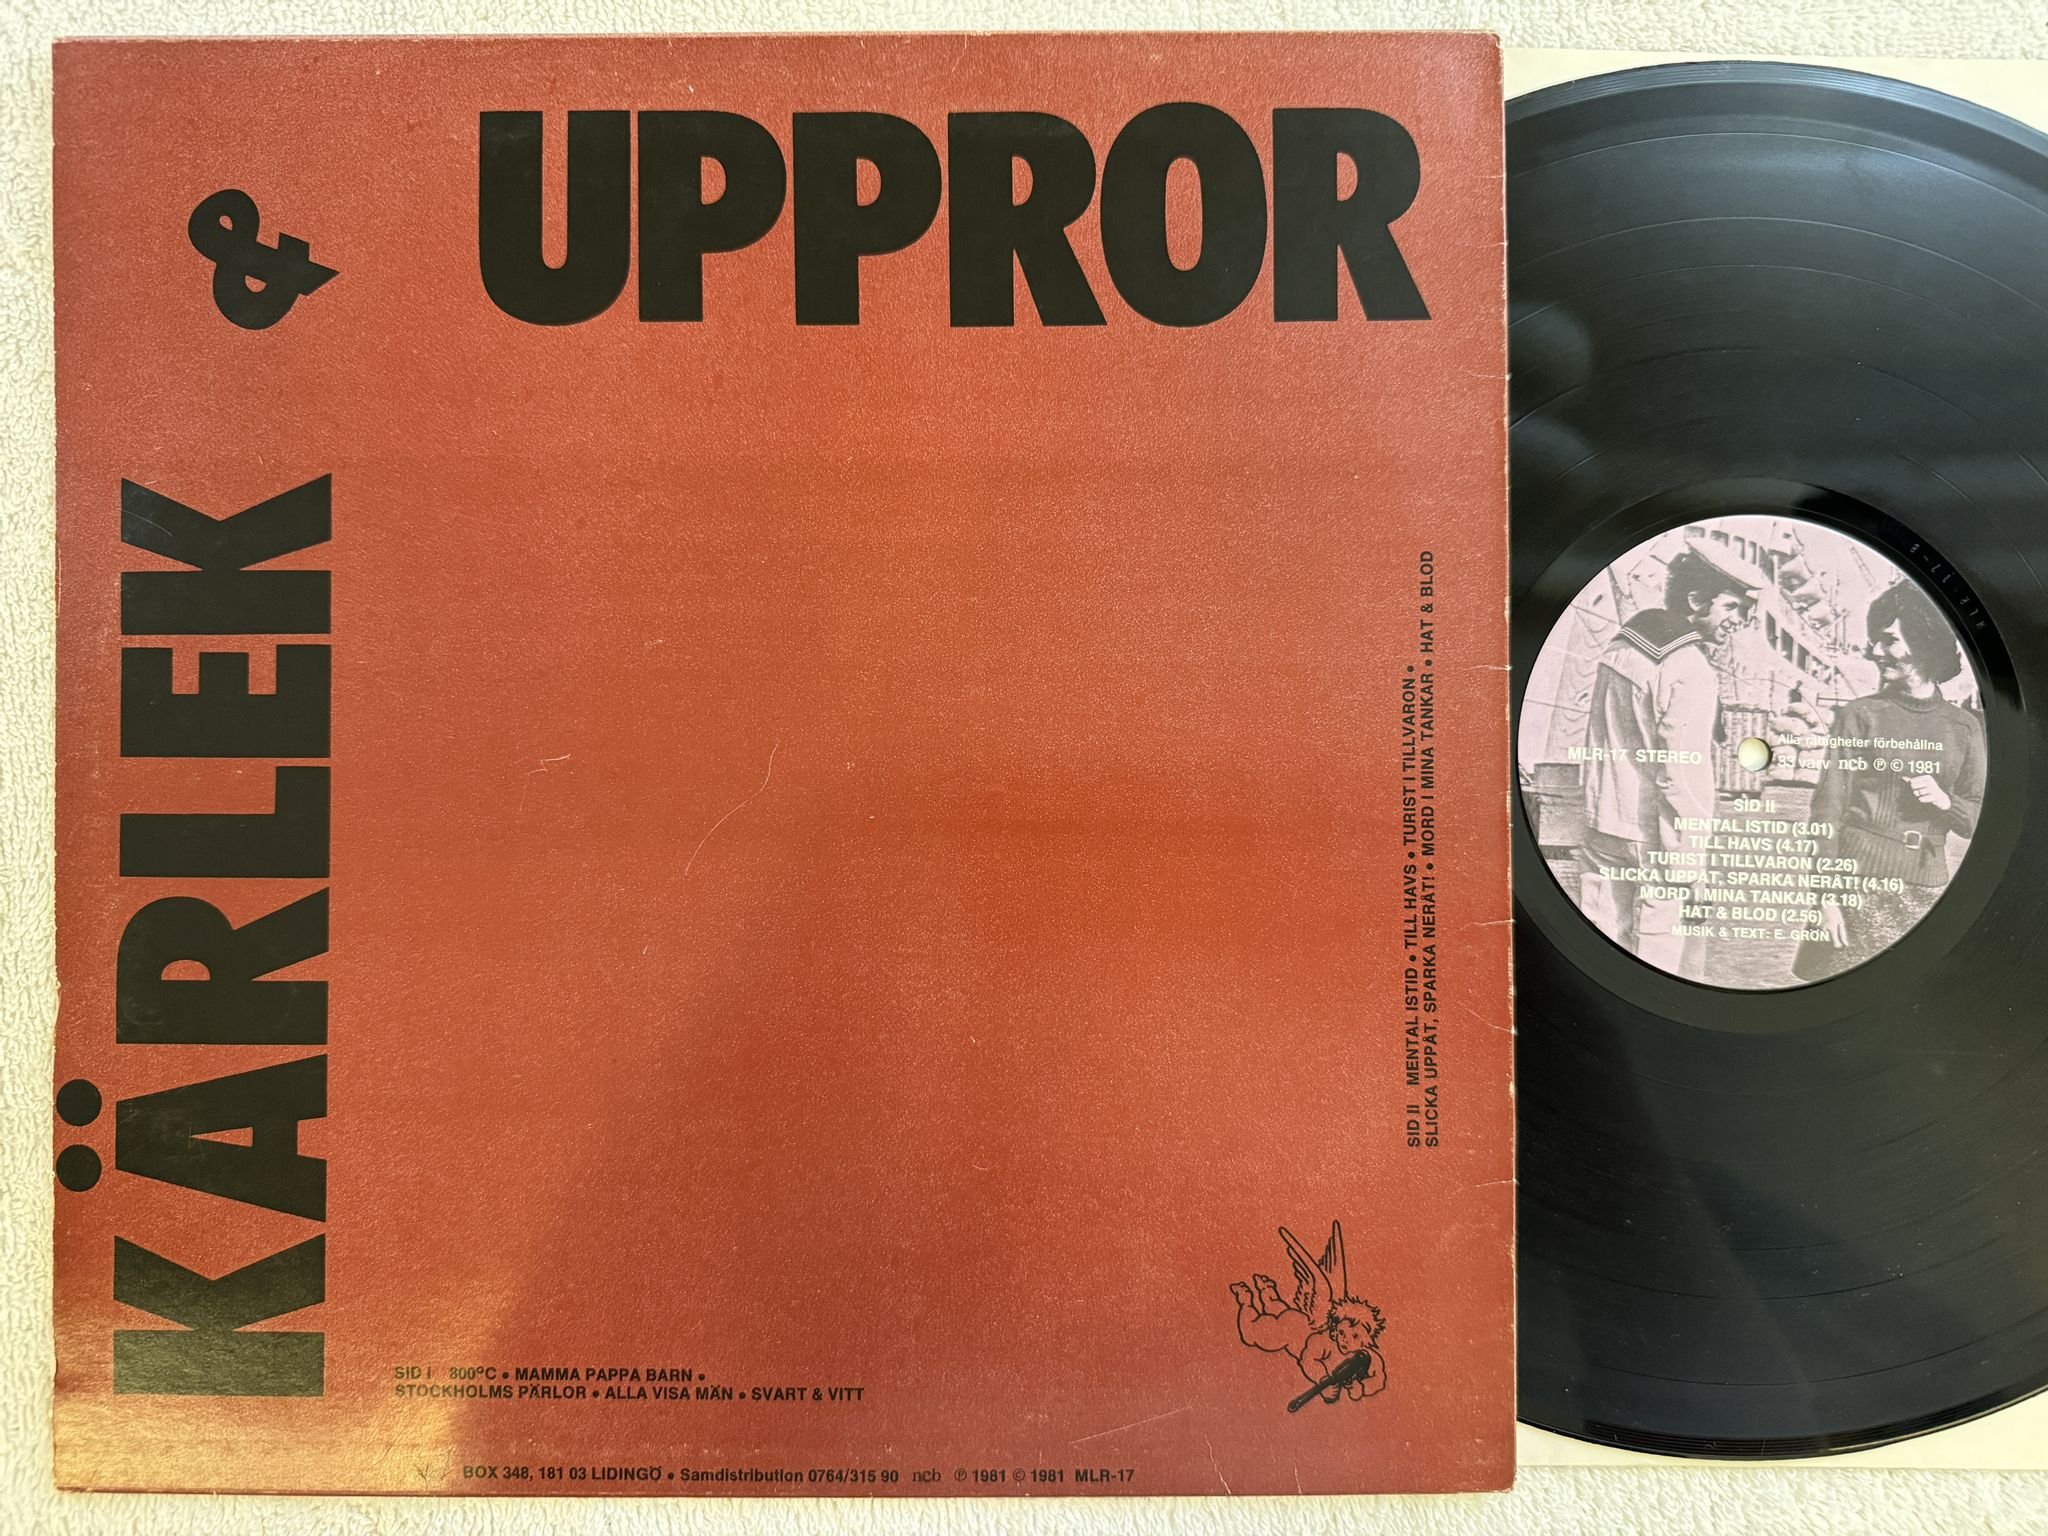 KÄRLEK
&
UPPROR
SID II MENTAL ISTID • TILL HAVS • TURIST I TILLVARON •
SLICKA UPPÅT, SPARKA NERÅT! • MORD I MINA TANKAR • HAT & BLOD
SID I 800°C • MAMMA PAPPA BARN •
STOCKHOLMS PÄRLOR • ALLA VISA MÄN • SVART & VITT
BOX 348, 181 03 LIDINGÖ • Samdistribution 0764/315 90 ncb ℗ 1981 © 1981 MLR-17
MLR-17-B
MLR-17 STEREO
Alla rättigheter förbehållna
33 varv ncb ℗ © 1981
SID II
MENTAL ISTID (3.01)
TILL HAVS (4.17)
TURIST I TILLVARON (2.26)
SLICKA UPPÅT, SPARKA NERÅT! (4.16)
MORD I MINA TANKAR (3.18)
HAT & BLOD (2.56)
MUSIK & TEXT: E. GRÖN